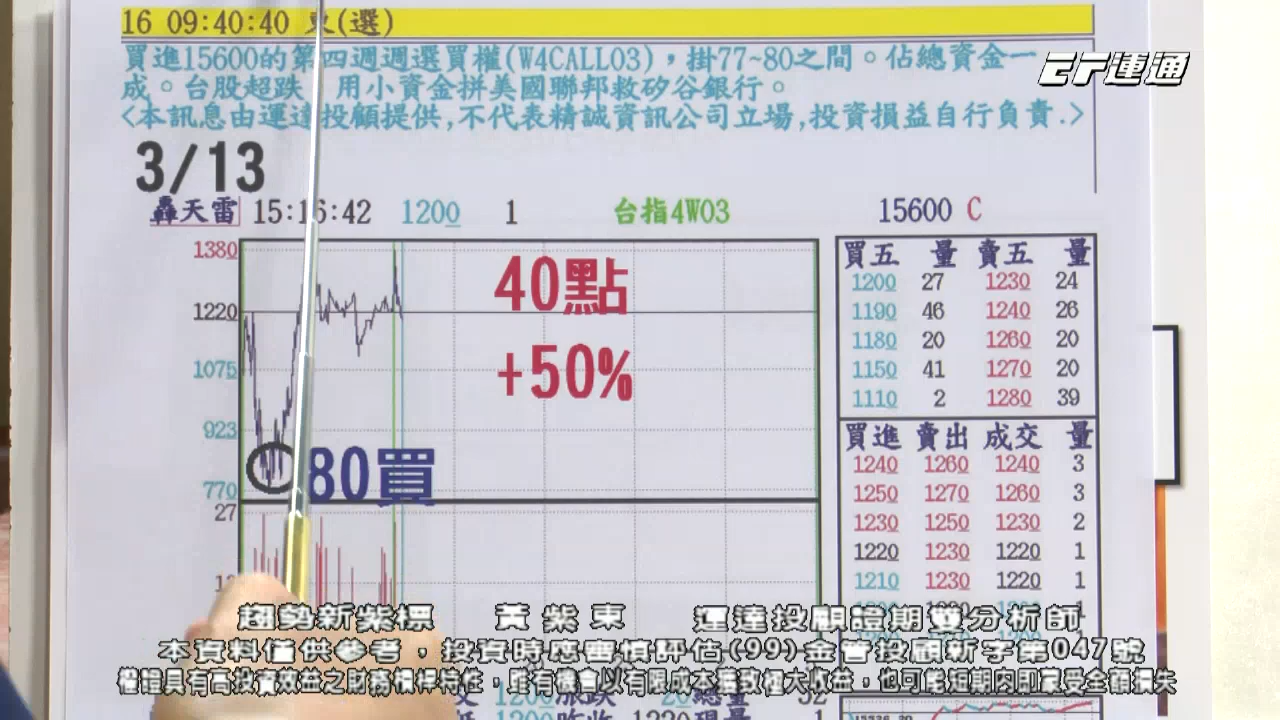 16 09:40:40 東(選)
買進15600的第四週週選買權(W4CALL03),掛77~80之間。佔總資金一
成。台股超跌 用小資金拼美國聯邦救矽谷銀行。
<本訊息由運達投顧提供,不代表精誠資訊公司立場,投資損益自行負責.>
運通
3/13
轟天雷 15:16:42 1200 1 台指4W03 15600 C
1380
1220
1075
923
770
27
40點
+50%
80買
買五 量 賣五 量
1200 27 1230 24
1190 46 1240 26
1180 20 1260 20
1150 41 1270 20
1110 2 1280 39
買進 賣出 成交 量
1240 1260 1240 3
1250 1270 1260 3
1230 1250 1230 2
1220 1230 1220 1
1210 1230 1220 1
趨勢新紫標 黃紫東 運達投顧證期雙分析師
本資料僅供參考,投資時應審慎評估(99)金管投顧新字第047號
權證具有高投資效益之財務槓桿特性,雖有機會以有限成本獲致極大收益,也可能短期內即蒙受全額損失